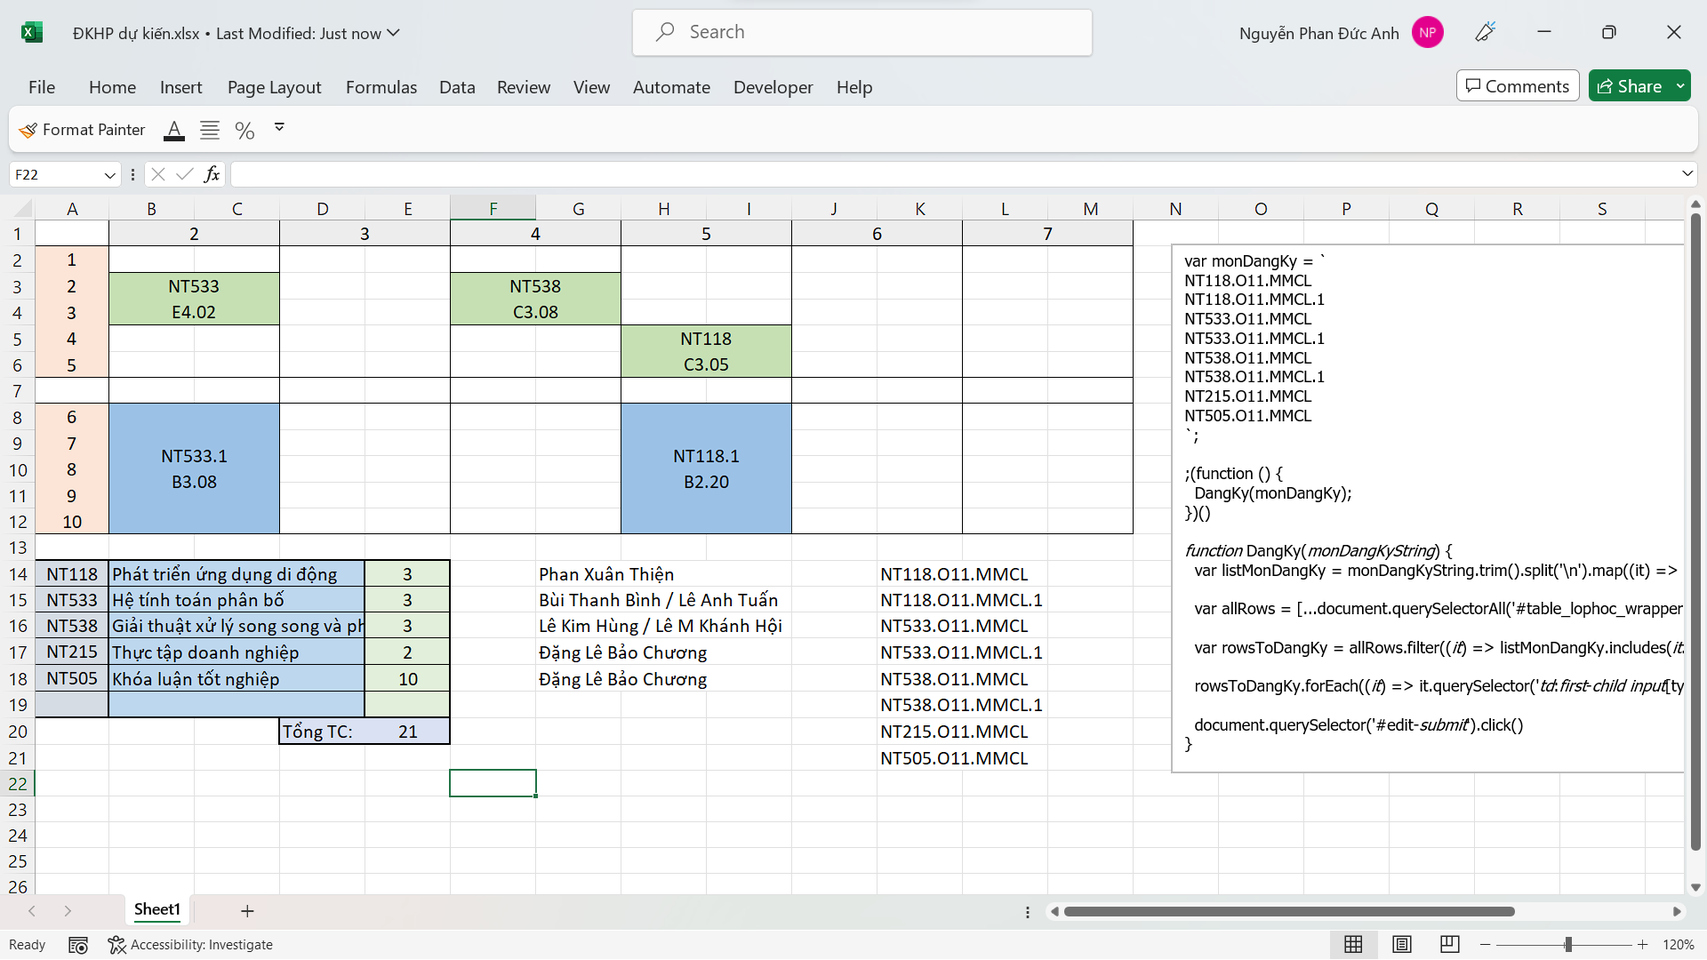 ĐKHP dự kiến.xlsx • Last Modified: Just now
Search
Nguyễn Phan Đức Anh NP
File Home Insert Page Layout Formulas Data Review View Automate Developer Help
Comments Share
Format Painter A %
F22 fx
A B C D E F G H I J K L M N O P Q R S
1 2 3 4 5 6 7
2 1
3 2 NT533 NT538
4 3 E4.02 C3.08
5 4 NT118
6 5 C3.05
7
8 6
9 7
NT533.1 NT118.1
10 8
B3.08 B2.20
11 9
12 10
13
14 NT118 Phát triển ứng dụng di động 3 Phan Xuân Thiện NT118.O11.MMCL
15 NT533 Hệ tính toán phân bố 3 Bùi Thanh Bình / Lê Anh Tuấn NT118.O11.MMCL.1
16 NT538 Giải thuật xử lý song song và ph 3 Lê Kim Hùng / Lê M Khánh Hội NT533.O11.MMCL
17 NT215 Thực tập doanh nghiệp 2 Đặng Lê Bảo Chương NT533.O11.MMCL.1
18 NT505 Khóa luận tốt nghiệp 10 Đặng Lê Bảo Chương NT538.O11.MMCL
19 NT538.O11.MMCL.1
20 Tổng TC: 21 NT215.O11.MMCL
21 NT505.O11.MMCL
22
23
24
25
26
var monDangKy = `
NT118.O11.MMCL
NT118.O11.MMCL.1
NT533.O11.MMCL
NT533.O11.MMCL.1
NT538.O11.MMCL
NT538.O11.MMCL.1
NT215.O11.MMCL
NT505.O11.MMCL
`;
;(function () {
DangKy(monDangKy);
})()
function DangKy(monDangKyString) {
var listMonDangKy = monDangKyString.trim().split('\n').map((it) =>
var allRows = [...document.querySelectorAll('#table_lophoc_wrapper
var rowsToDangKy = allRows.filter((it) => listMonDangKy.includes(it.
rowsToDangKy.forEach((it) => it.querySelector('td:first-child input[ty
document.querySelector('#edit-submit').click()
}
Sheet1
Ready Accessibility: Investigate 120%